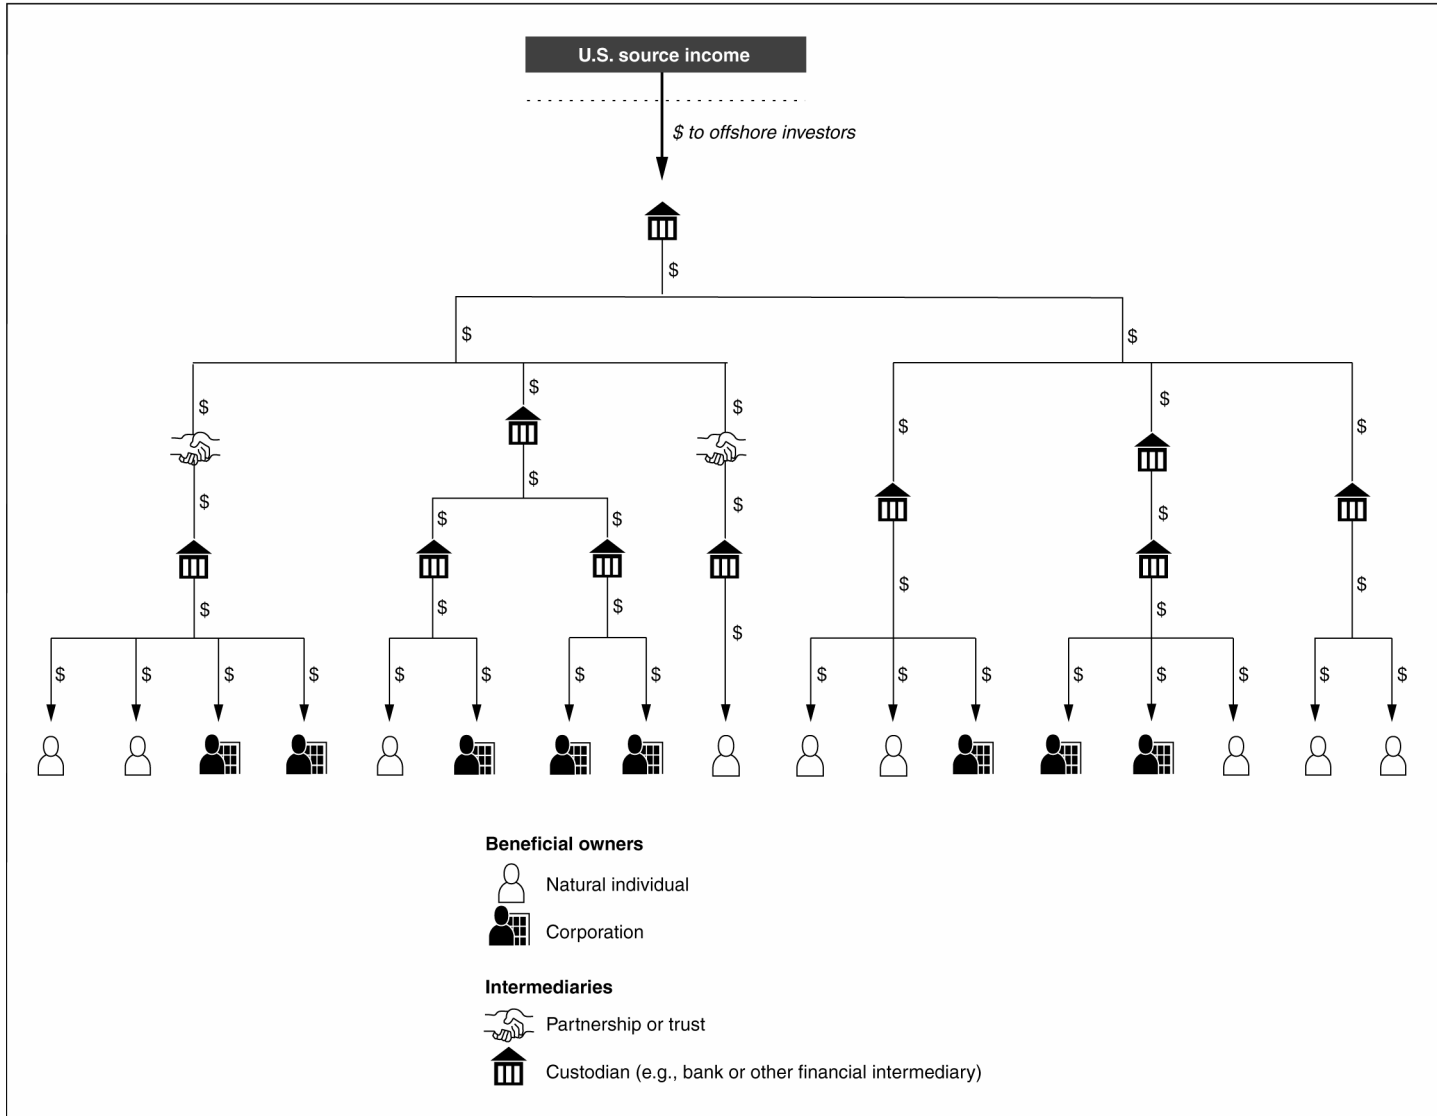 U.S. source income
$ to offshore investors
$
$ $
$ $ $ $ $ $
$ $ $ $ $ $
$ $ $ $
$ $ $ $ $
$ $ $ $ $ $ $ $ $ $ $ $ $ $ $ $
Beneficial owners
Natural individual
Corporation
Intermediaries
Partnership or trust
Custodian (e.g., bank or other financial intermediary)